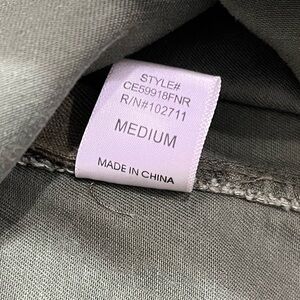 STYLE#
CE59918FNR
R/N#102711
MEDIUM
MADE IN CHINA